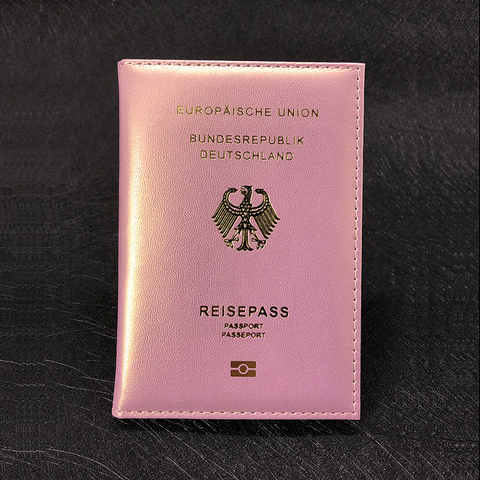 EUROPÄISCHE UNION
BUNDESREPUBLIK
DEUTSCHLAND
REISEPASS
PASSPORT
PASSEPORT